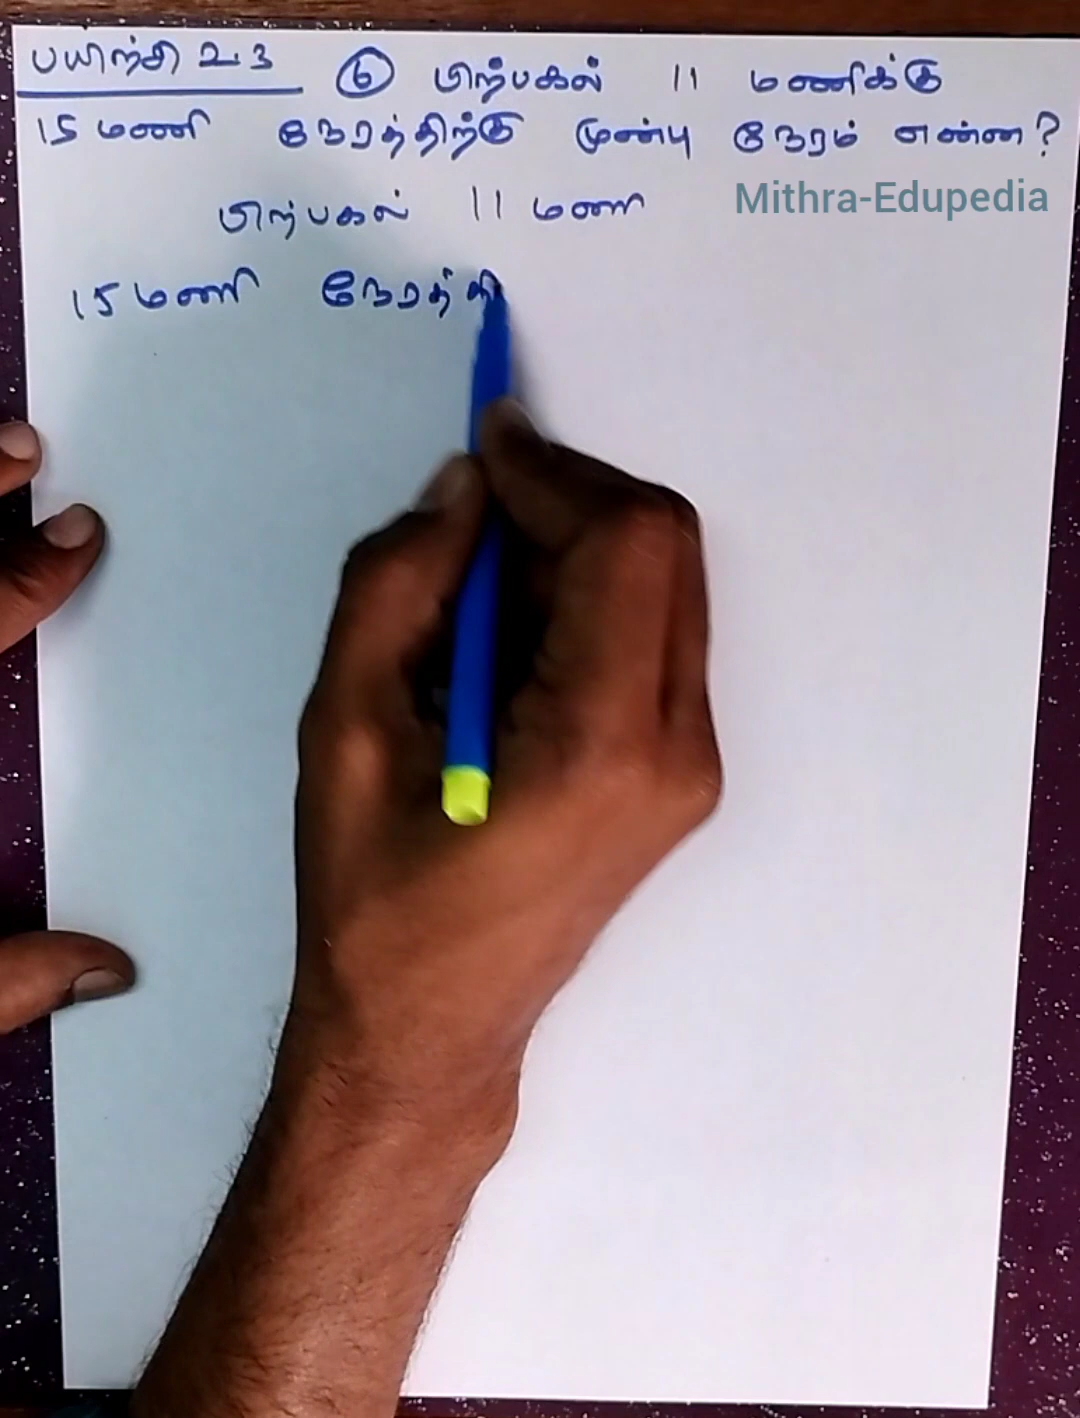 பயிற்சி 2.3 ⑥ பிற்பகல் 11 மணிக்கு
15 மணி நேரத்திற்கு முன்பு நேரம் என்ன?
Mithra-Edupedia
பிற்பகல் 11 மணி
15 மணி நேரத்தி